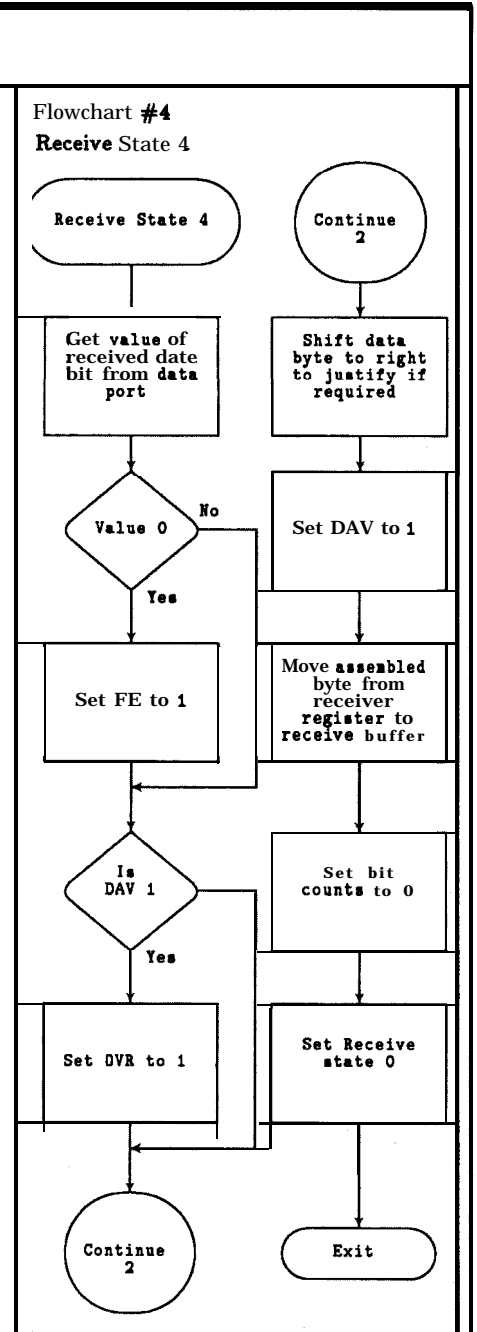 Flowchart #4
Receive State 4
Receive State 4
Get value of
received date
bit from data
port
Value 0
No
Yes
Set FE to 1
Is
DAV 1
Yes
Set OVR to 1
Continue
2
Continue
2
Shift data
byte to right
to justify if
required
Set DAV to 1
Move assembled
byte from
receiver
register to
receive buffer
Set bit
counts to 0
Set Receive
state 0
Exit